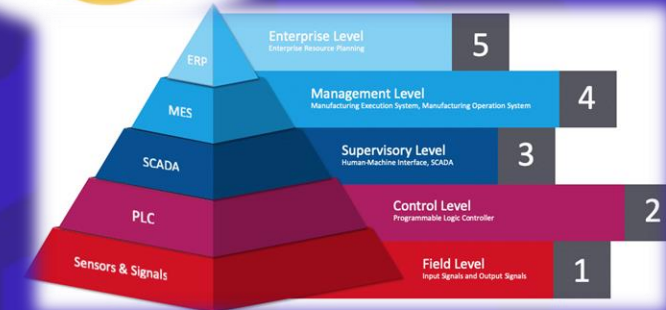 ERP
Enterprise Level
Enterprise Resource Planning
5
MES
Management Level
Manufacturing Execution System, Manufacturing Operation System
4
SCADA
Supervisory Level
Human-Machine Interface, SCADA
3
PLC
Control Level
Programmable Logic Controller
2
Sensors & Signals
Field Level
Input Signals and Output Signals
1